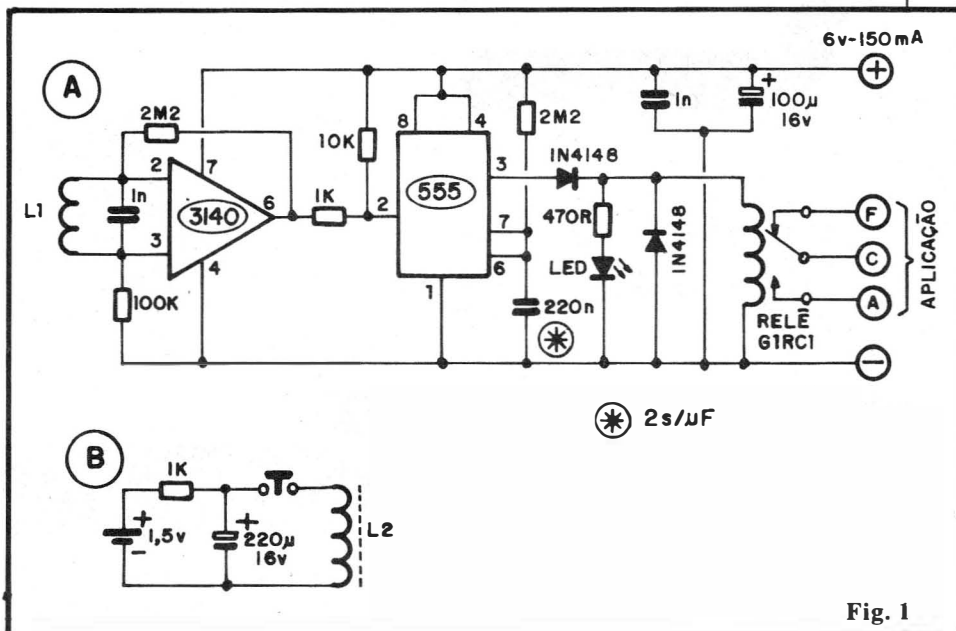 6v-150mA
A
+
2M2
1n
L1
2
3
7
3140
6
4
100K
10K
1K
2
8
4
555
3
7
6
1
2M2
220n
1N4148
470R
LED
1N4148
1n
+
100µ
16v
RELÊ
G1RC1
F
C
A
APLICAÇÃO
−
2s/µF
B
1K
+
1,5v
−
+
220µ
16v
L2
Fig. 1